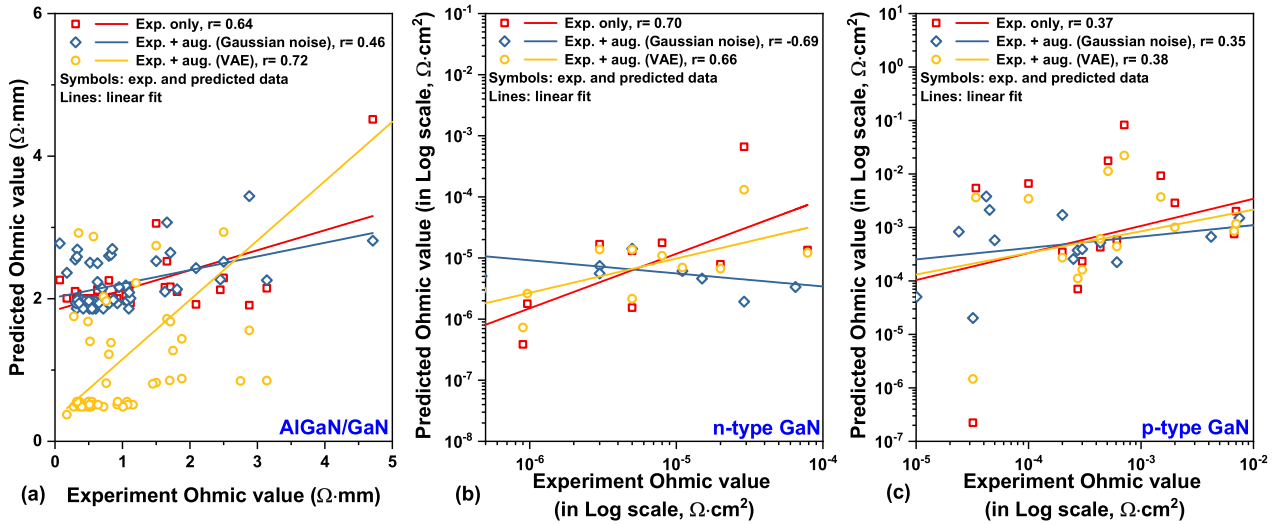 Predicted Ohmic value (Ω·mm)
6
4
2
0
Exp. only, r= 0.64
Exp. + aug. (Gaussian noise), r= 0.46
Exp. + aug. (VAE), r= 0.72
Symbols: exp. and predicted data
Lines: linear fit
AlGaN/GaN
0 1 2 3 4 5
(a) Experiment Ohmic value (Ω·mm)
Predicted Ohmic value (in Log scale, Ω·cm²)
10⁻¹
10⁻²
10⁻³
10⁻⁴
10⁻⁵
10⁻⁶
10⁻⁷
10⁻⁸
Exp. only, r= 0.70
Exp. + aug. (Gaussian noise), r= -0.69
Exp. + aug. (VAE), r= 0.66
Symbols: exp. and predicted data
Lines: linear fit
n-type GaN
10⁻⁶ 10⁻⁵ 10⁻⁴
(b) Experiment Ohmic value
(in Log scale, Ω·cm²)
Predicted Ohmic value (in Log scale, Ω·cm²)
10¹
10⁰
10⁻¹
10⁻²
10⁻³
10⁻⁴
10⁻⁵
10⁻⁶
10⁻⁷
Exp. only, r= 0.37
Exp. + aug. (Gaussian noise), r= 0.35
Exp. + aug. (VAE), r= 0.38
Symbols: exp. and predicted data
Lines: linear fit
p-type GaN
10⁻⁵ 10⁻⁴ 10⁻³ 10⁻²
(c) Experiment Ohmic value
(in Log scale, Ω·cm²)